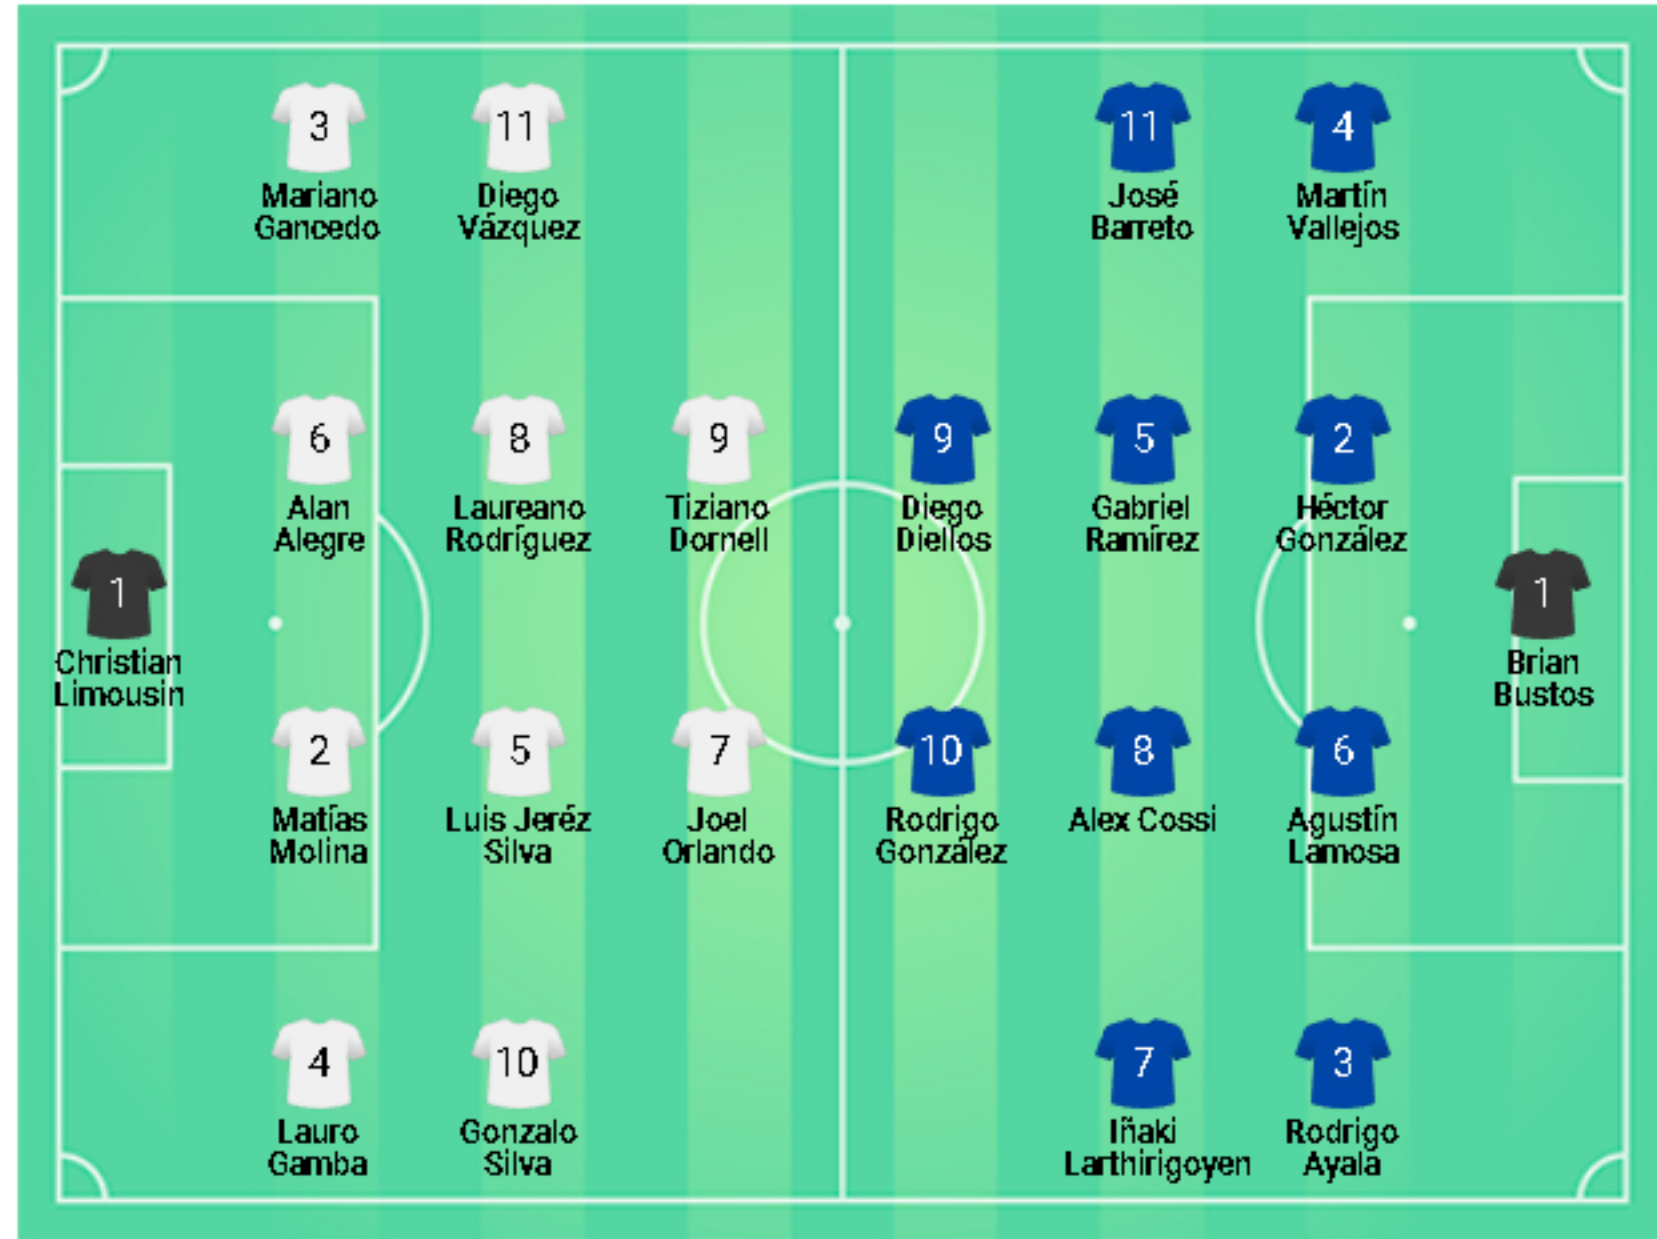 3
Mariano
Gancedo
11
Diego
Vázquez
11
José
Barreto
4
Martín
Vallejos
6
Alan
Alegre
8
Laureano
Rodríguez
9
Tiziano
Dornell
9
Diego
Diellos
5
Gabriel
Ramírez
2
Héctor
González
1
Christian
Limousin
1
Brian
Bustos
2
Matías
Molina
5
Luis Jeréz
Silva
7
Joel
Orlando
10
Rodrigo
González
8
Alex Cossi
6
Agustín
Lamosa
4
Lauro
Gamba
10
Gonzalo
Silva
7
Iñaki
Larthirigoyen
3
Rodrigo
Ayala